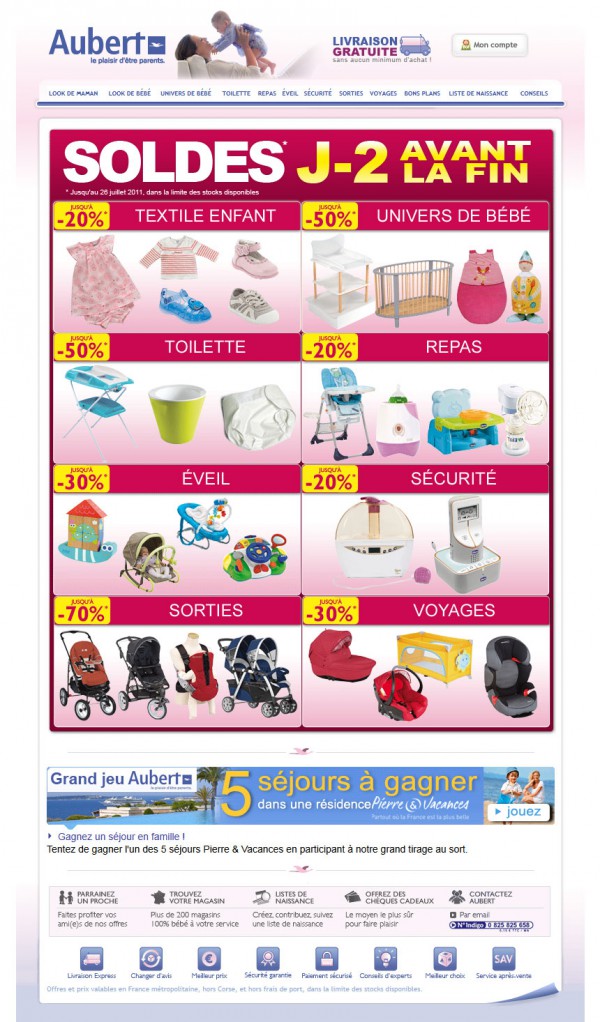 Aubert
le plaisir d'être parents.
LIVRAISON
GRATUITE
sans aucun minimum d'achat !
Mon compte
LOOK DE MAMAN LOOK DE BÉBÉ UNIVERS DE BÉBÉ TOILETTE REPAS ÉVEIL SÉCURITÉ SORTIES VOYAGES BONS PLANS LISTE DE NAISSANCE CONSEILS
SOLDES* J-2 AVANT LA FIN
* Jusqu'au 26 juillet 2011, dans la limite des stocks disponibles
JUSQU'À
-20%* TEXTILE ENFANT
JUSQU'À
-50%* UNIVERS DE BÉBÉ
JUSQU'À
-50%* TOILETTE
JUSQU'À
-20%* REPAS
JUSQU'À
-30%* ÉVEIL
JUSQU'À
-20%* SÉCURITÉ
JUSQU'À
-70%* SORTIES
JUSQU'À
-30%* VOYAGES
Grand jeu Aubert
le plaisir d'être parents.
5 séjours à gagner
dans une résidence Pierre & Vacances
Partout où la France est la plus belle
jouez
Gagnez un séjour en famille !
Tentez de gagner l'un des 5 séjours Pierre & Vacances en participant à notre grand tirage au sort.
PARRAINEZ
UN PROCHE
Faites profiter vos
ami(e)s de nos offres
TROUVEZ
VOTRE MAGASIN
Plus de 200 magasins
100% bébé à votre service
LISTES DE
NAISSANCE
Créez, contribuez, suivez
une liste de naissance
OFFREZ DES
CHÈQUES CADEAUX
Le moyen le plus sûr
pour faire plaisir
CONTACTEZ
AUBERT
Par email
N°Indigo 0 825 825 658
SAV
Livraison Express Changer d'avis Meilleur prix Sécurité garantie Paiement sécurisé Conseils d'experts Meilleur choix Service après-vente
Offres et prix valables en France métropolitaine, hors Corse, et hors frais de port, dans la limite des stocks disponibles.